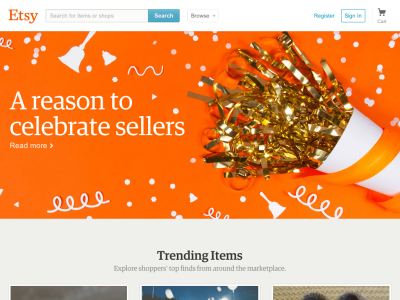 Etsy
Search for items or shops
Search
Browse
Register
Sign In
Cart
A reason to
celebrate sellers
Read more
Trending Items
Explore shoppers' top finds from around the marketplace.